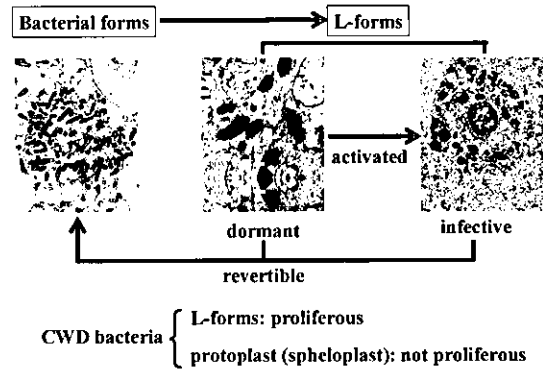 Bacterial forms
L-forms
activated
dormant
infective
revertible
CWD bacteria
L-forms: proliferous
protoplast (spheloplast): not proliferous